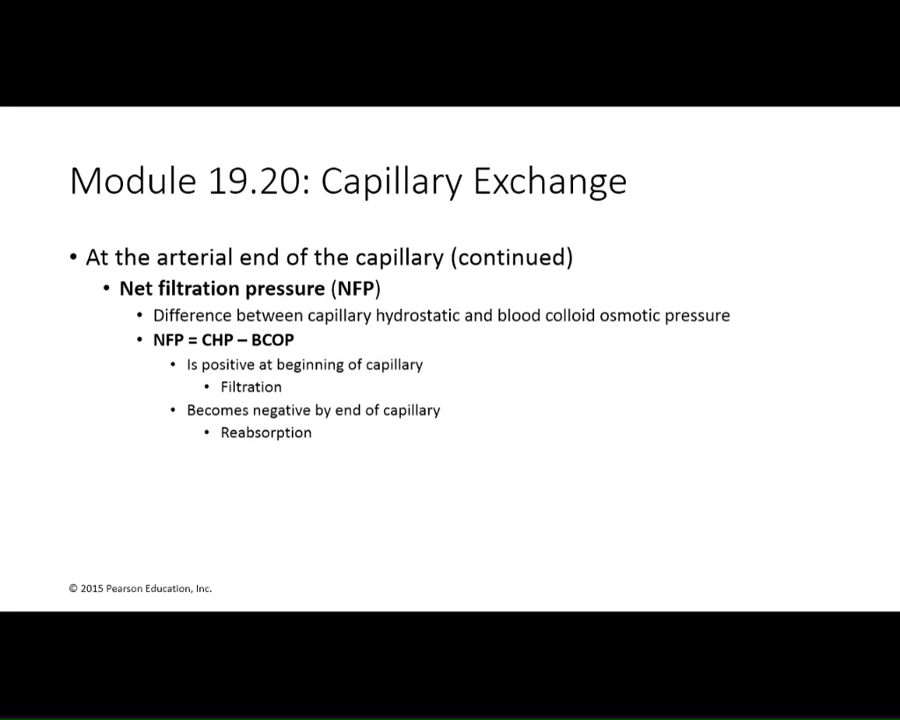 Module 19.20: Capillary Exchange
• At the arterial end of the capillary (continued)
• Net filtration pressure (NFP)
• Difference between capillary hydrostatic and blood colloid osmotic pressure
• NFP = CHP – BCOP
• Is positive at beginning of capillary
• Filtration
• Becomes negative by end of capillary
• Reabsorption
© 2015 Pearson Education, Inc.